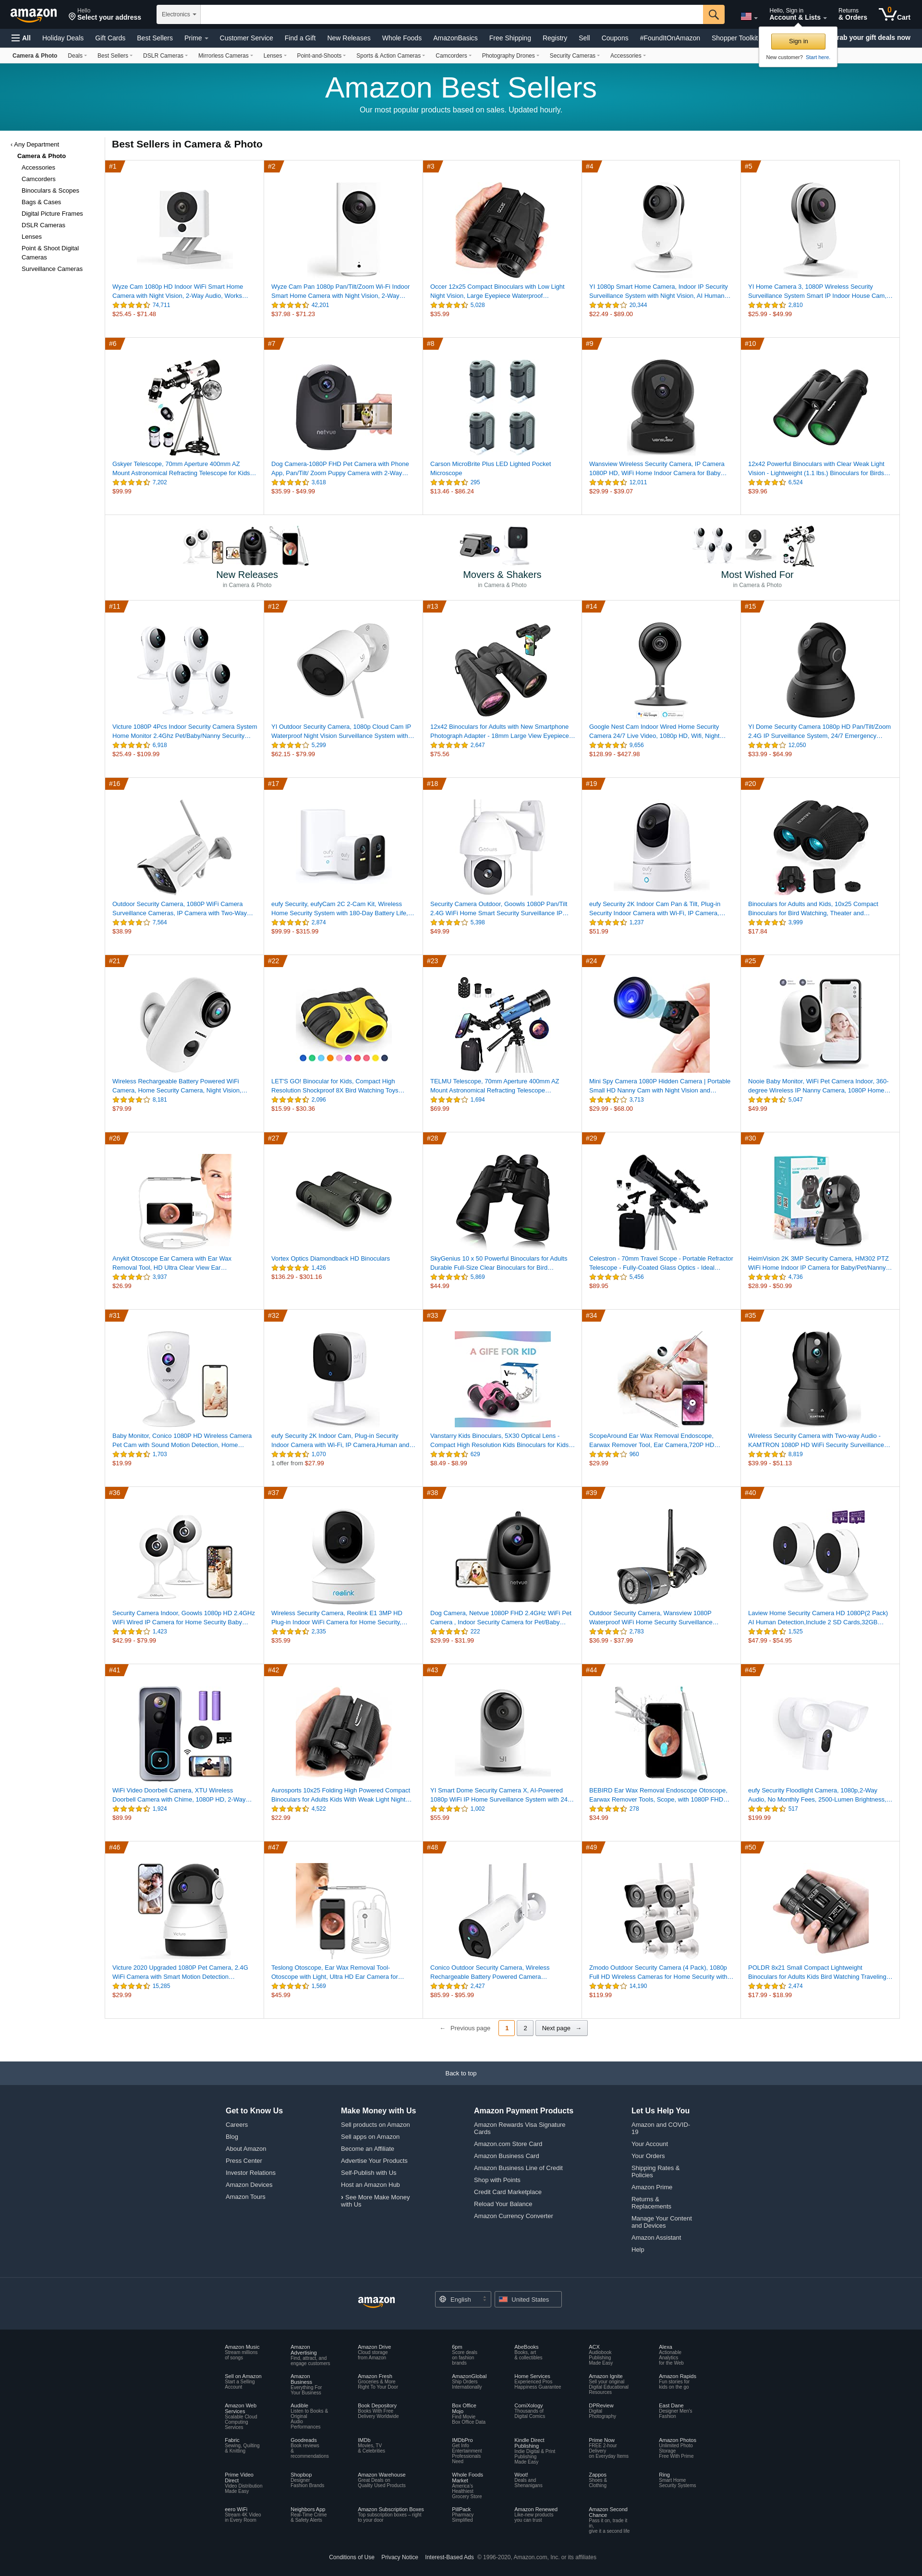 amazon
Hello
Select your address
Electronics
Hello, Sign in
Account & Lists
Returns
& Orders
0
Cart
All
Holiday Deals
Gift Cards
Best Sellers
Prime
Customer Service
Find a Gift
New Releases
Whole Foods
AmazonBasics
Free Shipping
Registry
Sell
Coupons
#FoundItOnAmazon
Shopper Toolkit
rab your gift deals now
Sign in
New customer? Start here.
Camera & Photo
Deals
Best Sellers
DSLR Cameras
Mirrorless Cameras
Lenses
Point-and-Shoots
Sports & Action Cameras
Camcorders
Photography Drones
Security Cameras
Accessories
Amazon Best Sellers
Our most popular products based on sales. Updated hourly.
‹ Any Department
Camera & Photo
Accessories
Camcorders
Binoculars & Scopes
Bags & Cases
Digital Picture Frames
DSLR Cameras
Lenses
Point & Shoot Digital
Cameras
Surveillance Cameras
Best Sellers in Camera & Photo
#1
Wyze Cam 1080p HD Indoor WiFi Smart Home
Camera with Night Vision, 2-Way Audio, Works…
74,711
$25.45 - $71.48
#2
Wyze Cam Pan 1080p Pan/Tilt/Zoom Wi-Fi Indoor
Smart Home Camera with Night Vision, 2-Way…
42,201
$37.98 - $71.23
#3
Occer 12x25 Compact Binoculars with Low Light
Night Vision, Large Eyepiece Waterproof…
5,028
$35.99
#4
YI 1080p Smart Home Camera, Indoor IP Security
Surveillance System with Night Vision, AI Human…
20,344
$22.49 - $89.00
#5
YI Home Camera 3, 1080P Wireless Security
Surveillance System Smart IP Indoor House Cam,…
2,810
$25.99 - $49.99
#6
Gskyer Telescope, 70mm Aperture 400mm AZ
Mount Astronomical Refracting Telescope for Kids…
7,202
$99.99
#7
netvue
Dog Camera-1080P FHD Pet Camera with Phone
App, Pan/Tilt/ Zoom Puppy Camera with 2-Way…
3,618
$35.99 - $49.99
#8
Carson MicroBrite Plus LED Lighted Pocket
Microscope
295
$13.46 - $86.24
#9
wansview
Wansview Wireless Security Camera, IP Camera
1080P HD, WiFi Home Indoor Camera for Baby…
12,011
$29.99 - $39.07
#10
12x42 Powerful Binoculars with Clear Weak Light
Vision - Lightweight (1.1 lbs.) Binoculars for Birds…
6,524
$39.96
New Releases
in Camera & Photo
Movers & Shakers
in Camera & Photo
Most Wished For
in Camera & Photo
#11
Victure 1080P 4Pcs Indoor Security Camera System
Home Monitor 2.4Ghz Pet/Baby/Nanny Security…
6,918
$25.49 - $109.99
#12
YI Outdoor Security Camera, 1080p Cloud Cam IP
Waterproof Night Vision Surveillance System with…
5,299
$62.15 - $79.99
#13
12x42 Binoculars for Adults with New Smartphone
Photograph Adapter - 18mm Large View Eyepiece…
2,647
$75.56
#14
Google Nest Cam Indoor Wired Home Security
Camera 24/7 Live Video, 1080p HD, Wifi, Night…
9,656
$128.99 - $427.98
#15
YI Dome Security Camera 1080p HD Pan/Tilt/Zoom
2.4G IP Surveillance System, 24/7 Emergency…
12,050
$33.99 - $64.99
#16
Outdoor Security Camera, 1080P WiFi Camera
Surveillance Cameras, IP Camera with Two-Way…
7,564
$38.99
#17
eufy Security, eufyCam 2C 2-Cam Kit, Wireless
Home Security System with 180-Day Battery Life,…
2,874
$99.99 - $315.99
#18
Security Camera Outdoor, Goowls 1080P Pan/Tilt
2.4G WiFi Home Smart Security Surveillance IP…
5,398
$49.99
#19
eufy Security 2K Indoor Cam Pan & Tilt, Plug-in
Security Indoor Camera with Wi-Fi, IP Camera,…
1,237
$51.99
#20
Binoculars for Adults and Kids, 10x25 Compact
Binoculars for Bird Watching, Theater and…
3,999
$17.84
#21
Wireless Rechargeable Battery Powered WiFi
Camera, Home Security Camera, Night Vision,…
8,181
$79.99
#22
LET'S GO! Binocular for Kids, Compact High
Resolution Shockproof 8X Bird Watching Toys…
2,096
$15.99 - $30.36
#23
TELMU Telescope, 70mm Aperture 400mm AZ
Mount Astronomical Refracting Telescope…
1,694
$69.99
#24
Mini Spy Camera 1080P Hidden Camera | Portable
Small HD Nanny Cam with Night Vision and…
3,713
$29.99 - $68.00
#25
Nooie Baby Monitor, WiFi Pet Camera Indoor, 360-
degree Wireless IP Nanny Camera, 1080P Home…
5,047
$49.99
#26
Anykit Otoscope Ear Camera with Ear Wax
Removal Tool, HD Ultra Clear View Ear…
3,937
$26.99
#27
Vortex Optics Diamondback HD Binoculars
1,426
$136.29 - $301.16
#28
SkyGenius 10 x 50 Powerful Binoculars for Adults
Durable Full-Size Clear Binoculars for Bird…
5,869
$44.99
#29
Celestron - 70mm Travel Scope - Portable Refractor
Telescope - Fully-Coated Glass Optics - Ideal…
5,456
$89.95
#30
HeimVision 2K 3MP Security Camera, HM302 PTZ
WiFi Home Indoor IP Camera for Baby/Pet/Nanny…
4,736
$28.99 - $50.99
#31
Baby Monitor, Conico 1080P HD Wireless Camera
Pet Cam with Sound Motion Detection, Home…
1,703
$19.99
#32
eufy Security 2K Indoor Cam, Plug-in Security
Indoor Camera with Wi-Fi, IP Camera,Human and…
1,070
1 offer from $27.99
#33
A GIFE FOR KID
Vanstarry Kids Binoculars, 5X30 Optical Lens -
Compact High Resolution Kids Binoculars for Kids…
629
$8.49 - $8.99
#34
ScopeAround Ear Wax Removal Endoscope,
Earwax Remover Tool, Ear Camera,720P HD…
960
$29.99
#35
Wireless Security Camera with Two-way Audio -
KAMTRON 1080P HD WiFi Security Surveillance…
8,819
$39.99 - $51.13
#36
Security Camera Indoor, Goowls 1080p HD 2.4GHz
WiFi Wired IP Camera for Home Security Baby…
1,423
$42.99 - $79.99
#37
reolink
Wireless Security Camera, Reolink E1 3MP HD
Plug-in Indoor WiFi Camera for Home Security,…
2,335
$35.99
#38
netvue
Dog Camera, Netvue 1080P FHD 2.4GHz WiFi Pet
Camera , Indoor Security Camera for Pet/Baby…
222
$29.99 - $31.99
#39
Outdoor Security Camera, Wansview 1080P
Waterproof WiFi Home Security Surveillance…
2,783
$36.99 - $37.99
#40
Laview Home Security Camera HD 1080P(2 Pack)
AI Human Detection,Include 2 SD Cards,32GB…
1,525
$47.99 - $54.95
#41
WiFi Video Doorbell Camera, XTU Wireless
Doorbell Camera with Chime, 1080P HD, 2-Way…
1,924
$89.99
#42
Aurosports 10x25 Folding High Powered Compact
Binoculars for Adults Kids With Weak Light Night…
4,522
$22.99
#43
YI Smart Dome Security Camera X, AI-Powered
1080p WiFi IP Home Surveillance System with 24…
1,002
$55.99
#44
BEBIRD Ear Wax Removal Endoscope Otoscope,
Earwax Remover Tools, Scope, with 1080P FHD…
278
$34.99
#45
eufy Security Floodlight Camera, 1080p,2-Way
Audio, No Monthly Fees, 2500-Lumen Brightness,…
517
$199.99
#46
Victure 2020 Upgraded 1080P Pet Camera, 2.4G
WiFi Camera with Smart Motion Detection…
15,285
$29.99
#47
Teslong Otoscope, Ear Wax Removal Tool-
Otoscope with Light, Ultra HD Ear Camera for…
1,569
$45.99
#48
Conico Outdoor Security Camera, Wireless
Rechargeable Battery Powered Camera…
2,427
$85.99 - $95.99
#49
Zmodo Outdoor Security Camera (4 Pack), 1080p
Full HD Wireless Cameras for Home Security with…
14,190
$119.99
#50
POLDR 8x21 Small Compact Lightweight
Binoculars for Adults Kids Bird Watching Traveling…
2,474
$17.99 - $18.99
← Previous page
1
2
Next page →
Back to top
Get to Know Us
Careers
Blog
About Amazon
Press Center
Investor Relations
Amazon Devices
Amazon Tours
Make Money with Us
Sell products on Amazon
Sell apps on Amazon
Become an Affiliate
Advertise Your Products
Self-Publish with Us
Host an Amazon Hub
› See More Make Money
with Us
Amazon Payment Products
Amazon Rewards Visa Signature
Cards
Amazon.com Store Card
Amazon Business Card
Amazon Business Line of Credit
Shop with Points
Credit Card Marketplace
Reload Your Balance
Amazon Currency Converter
Let Us Help You
Amazon and COVID-
19
Your Account
Your Orders
Shipping Rates &
Policies
Amazon Prime
Returns &
Replacements
Manage Your Content
and Devices
Amazon Assistant
Help
amazon
English
United States
Amazon Music
Stream millions
of songs
Amazon
Advertising
Find, attract, and
engage customers
Amazon Drive
Cloud storage
from Amazon
6pm
Score deals
on fashion
brands
AbeBooks
Books, art
& collectibles
ACX
Audiobook
Publishing
Made Easy
Alexa
Actionable
Analytics
for the Web
Sell on Amazon
Start a Selling
Account
Amazon
Business
Everything For
Your Business
Amazon Fresh
Groceries & More
Right To Your Door
AmazonGlobal
Ship Orders
Internationally
Home Services
Experienced Pros
Happiness Guarantee
Amazon Ignite
Sell your original
Digital Educational
Resources
Amazon Rapids
Fun stories for
kids on the go
Amazon Web
Services
Scalable Cloud
Computing
Services
Audible
Listen to Books &
Original
Audio
Performances
Book Depository
Books With Free
Delivery Worldwide
Box Office
Mojo
Find Movie
Box Office Data
ComiXology
Thousands of
Digital Comics
DPReview
Digital
Photography
East Dane
Designer Men's
Fashion
Fabric
Sewing, Quilting
& Knitting
Goodreads
Book reviews
&
recommendations
IMDb
Movies, TV
& Celebrities
IMDbPro
Get Info
Entertainment
Professionals
Need
Kindle Direct
Publishing
Indie Digital & Print
Publishing
Made Easy
Prime Now
FREE 2-hour
Delivery
on Everyday Items
Amazon Photos
Unlimited Photo
Storage
Free With Prime
Prime Video
Direct
Video Distribution
Made Easy
Shopbop
Designer
Fashion Brands
Amazon Warehouse
Great Deals on
Quality Used Products
Whole Foods
Market
America's
Healthiest
Grocery Store
Woot!
Deals and
Shenanigans
Zappos
Shoes &
Clothing
Ring
Smart Home
Security Systems
eero WiFi
Stream 4K Video
in Every Room
Neighbors App
Real-Time Crime
& Safety Alerts
Amazon Subscription Boxes
Top subscription boxes – right
to your door
PillPack
Pharmacy
Simplified
Amazon Renewed
Like-new products
you can trust
Amazon Second
Chance
Pass it on, trade it
in,
give it a second life
Conditions of Use
Privacy Notice
Interest-Based Ads
© 1996-2020, Amazon.com, Inc. or its affiliates